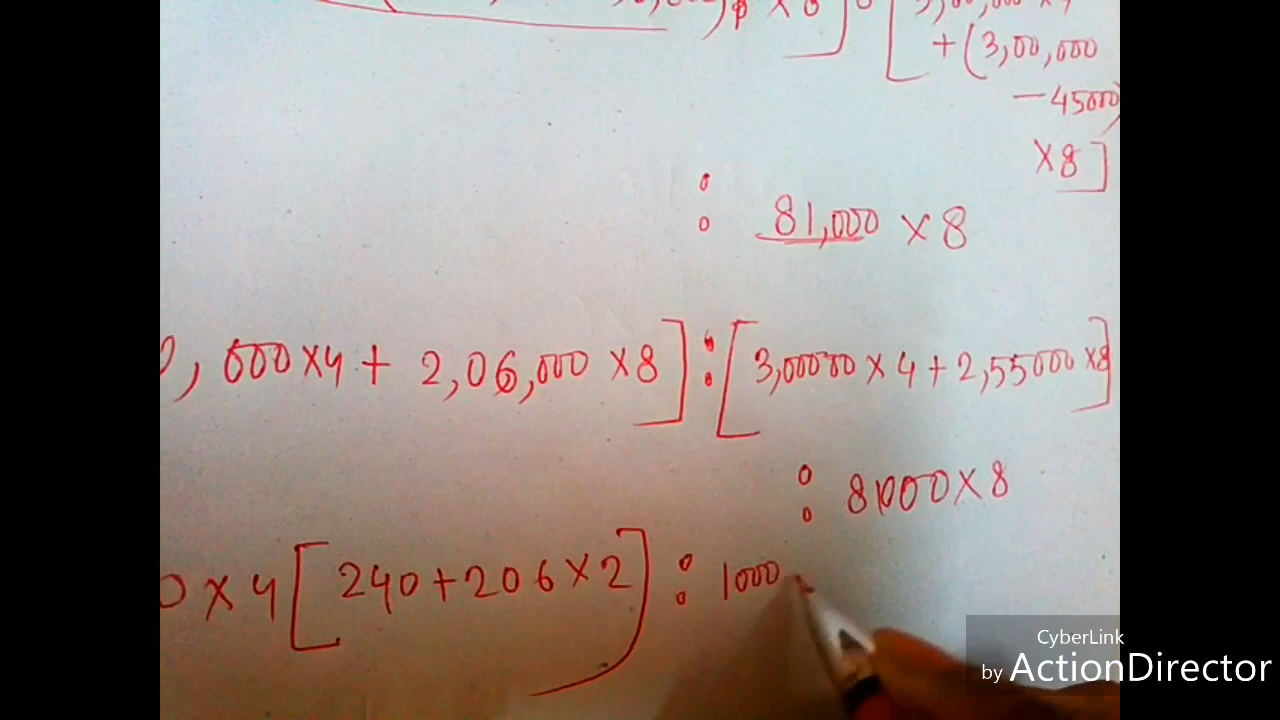 + (3,00,000
- 45000)
× 8]
: 81,000 × 8
, 000 × 4 + 2,06,000 × 8] : [3,00000 × 4 + 2,55000 × 8]
: 81000 × 8
0 × 4 [240 + 206 × 2] : 1000
CyberLink
by ActionDirector